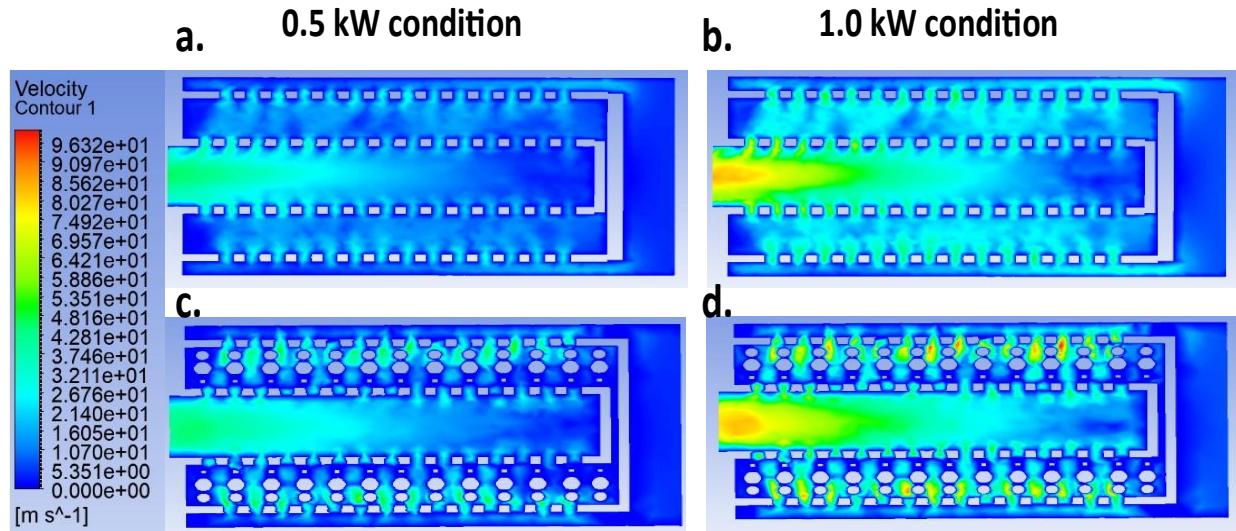 a.
0.5 kW condition
b.
1.0 kW condition
Velocity
Contour 1
9.632e+01
9.097e+01
8.562e+01
8.027e+01
7.492e+01
6.957e+01
6.421e+01
5.886e+01
5.351e+01
4.816e+01
4.281e+01
3.746e+01
3.211e+01
2.676e+01
2.140e+01
1.605e+01
1.070e+01
5.351e+00
0.000e+00
[m s^-1]
c.
d.